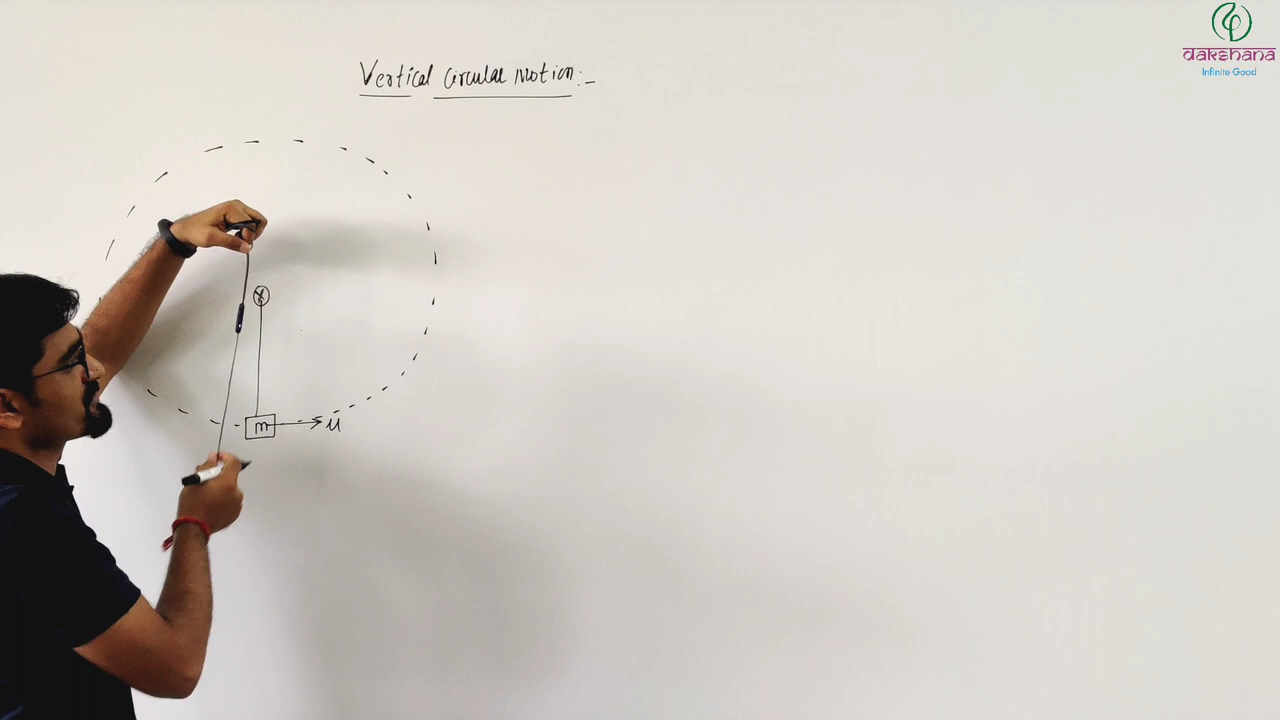 Vertical Circular Motion:-
m
u
dakshana
Infinite Good